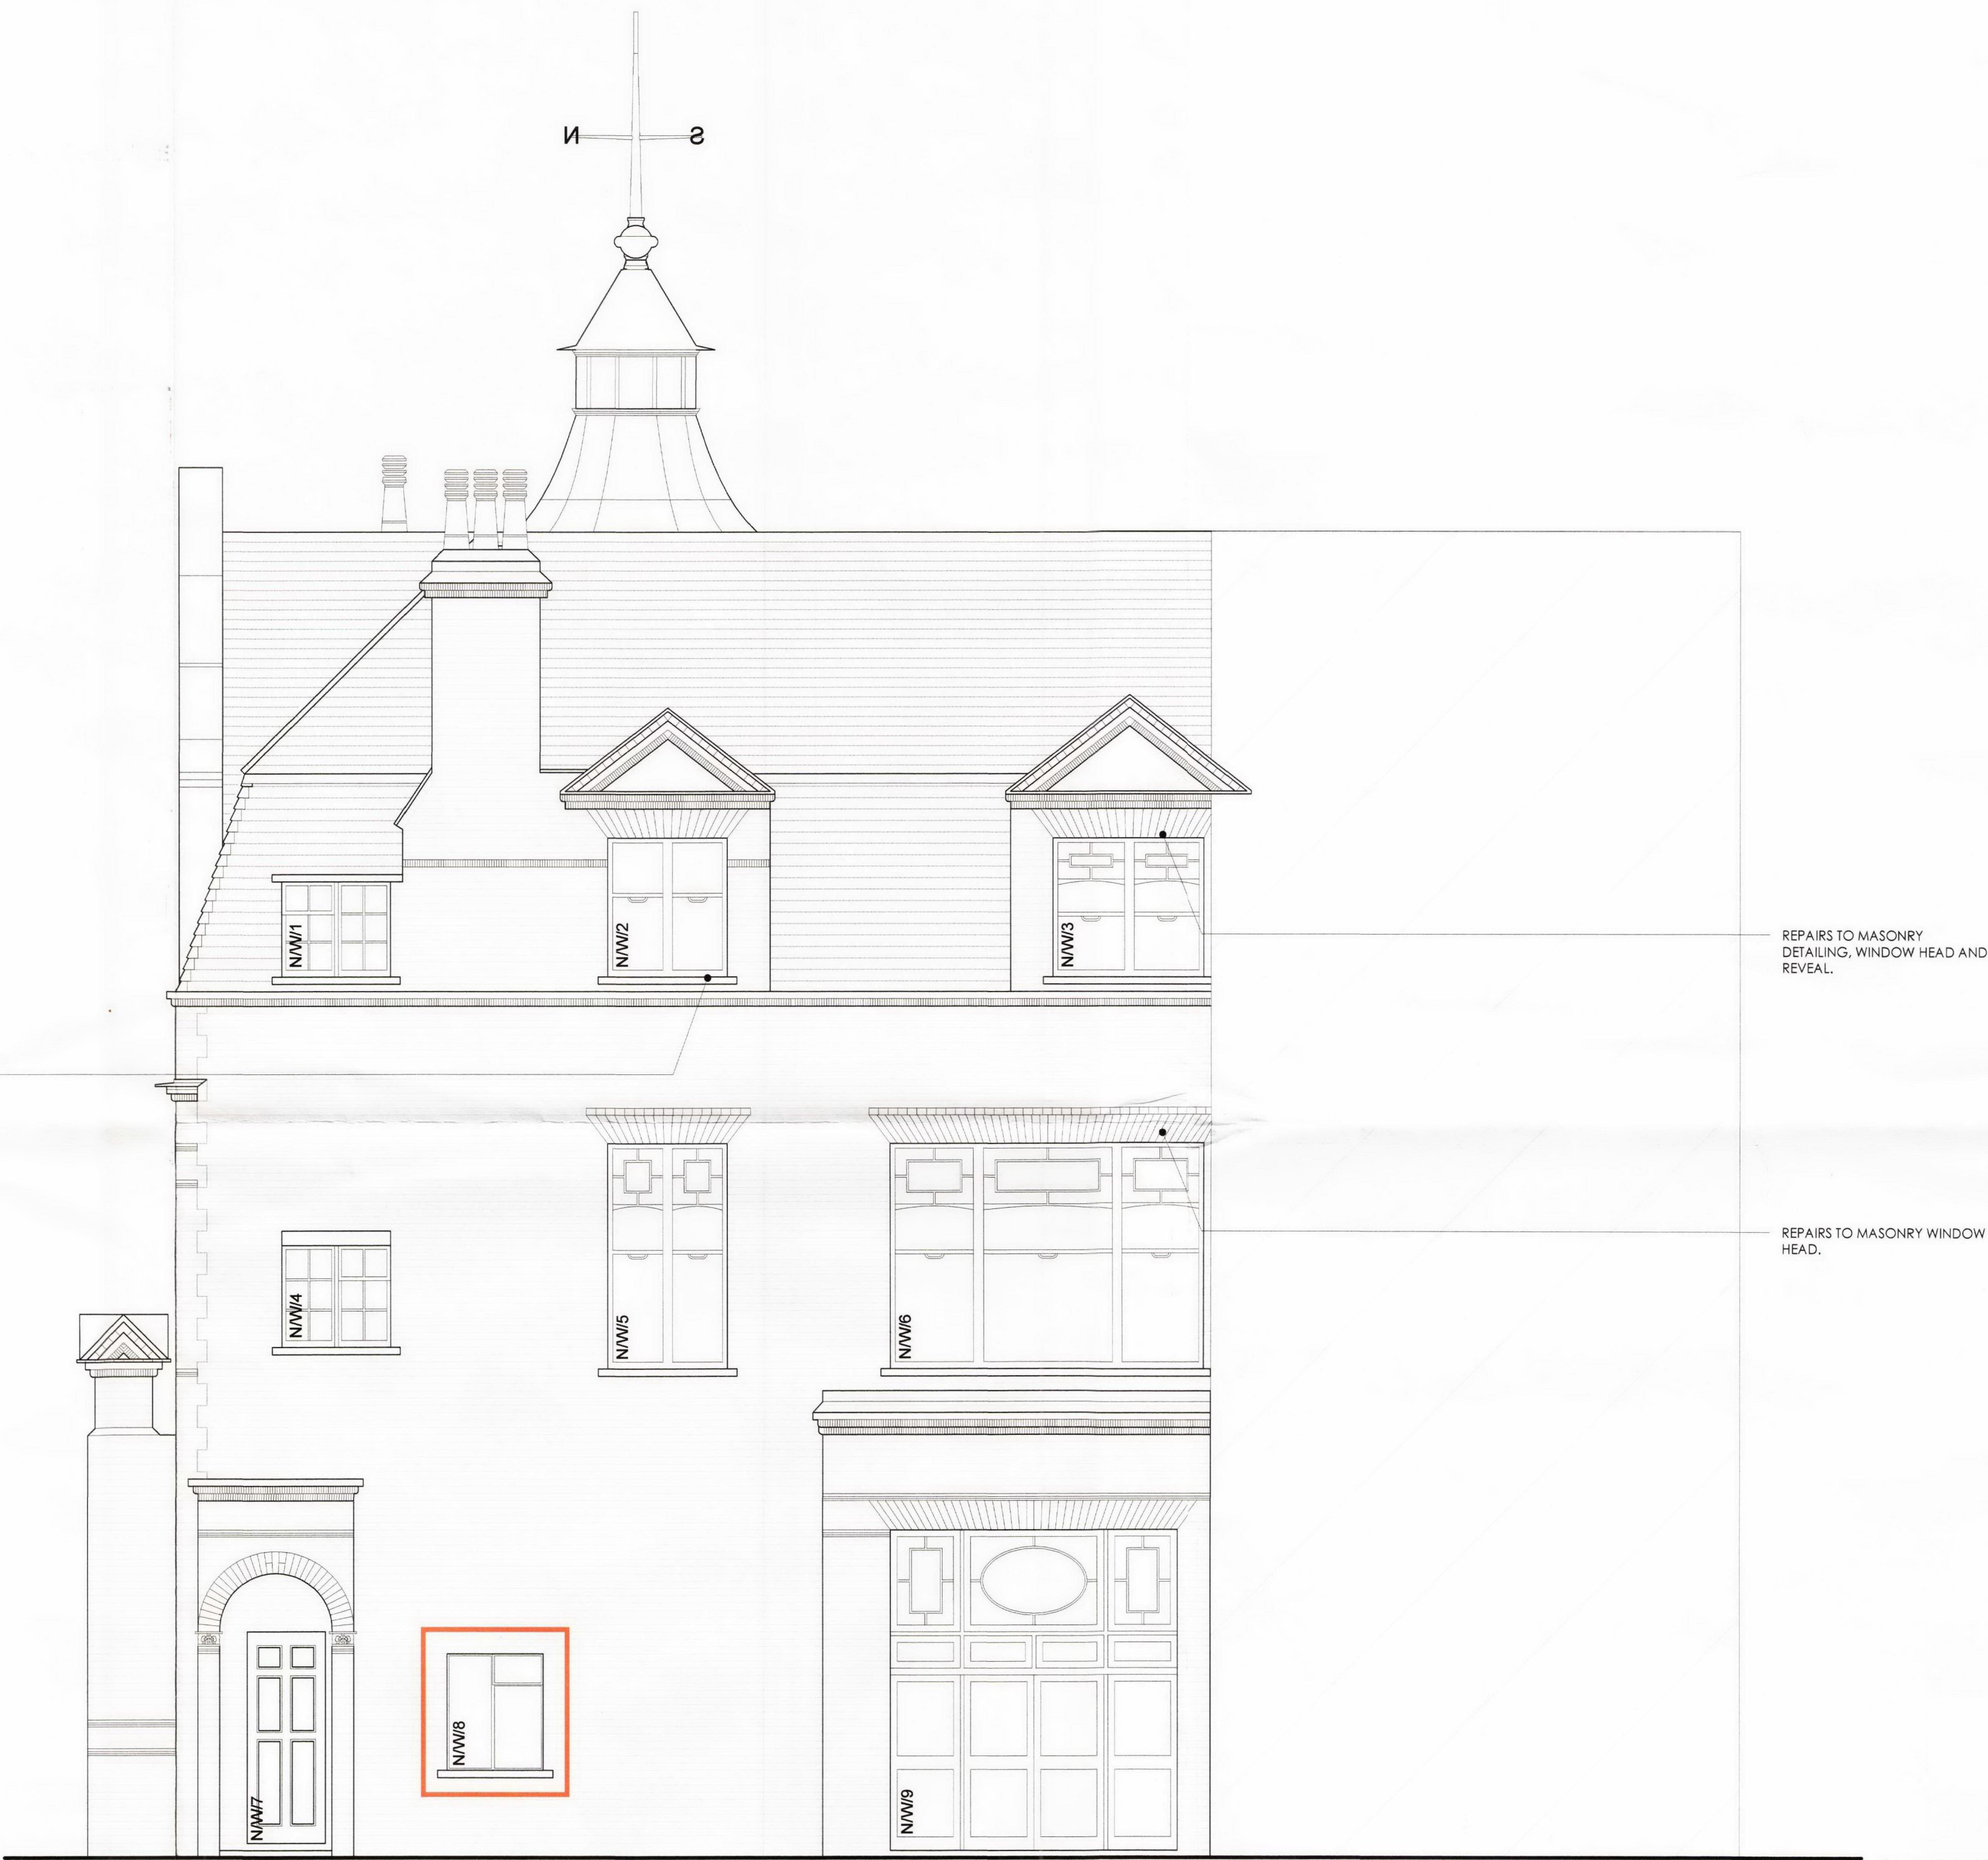 N S
N/W/1
N/W/2
N/W/3
REPAIRS TO MASONRY
DETAILING, WINDOW HEAD AND
REVEAL.
N/W/4
N/W/5
N/W/6
REPAIRS TO MASONRY WINDOW
HEAD.
N/W/7
N/W/8
N/W/9